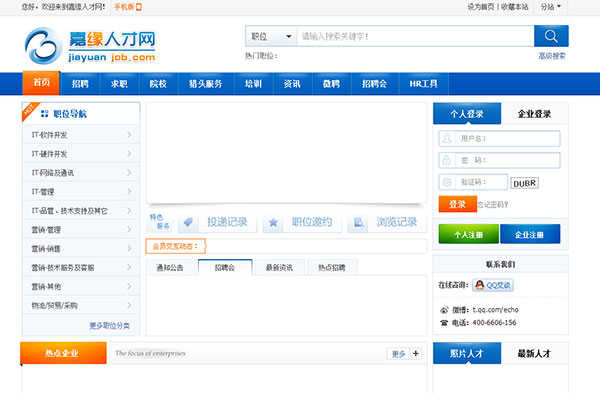 您好，欢迎来到嘉缘人才网！ 手机版 设为首页 | 收藏本站 分站
嘉缘人才网
jiayuan job.com
职位 请输入搜索关键字！
热门职位： 高级搜索
首页 招聘 求职 院校 猎头服务 培训 资讯 微聘 招聘会 HR工具
HOT 职位导航
IT-软件开发
IT-硬件开发
IT-网络及通讯
IT-管理
IT-品管、技术支持及其它
营销-管理
营销-销售
营销-技术服务及客服
营销-其他
物流/贸易/采购
更多职位分类
特色服务 投递记录 职位邀约 浏览记录
会员交互动态：
通知公告 招聘会 最新资讯 热点招聘
个人登录 企业登录
用户名：
密 码：
验证码： DUBR
登录 忘记密码？
个人注册 企业注册
联系我们
在线咨询： QQ交谈
微博：t.qq.com/echo
电话：400-6606-156
热点企业 The focus of enterprises 更多 +
照片人才 最新人才